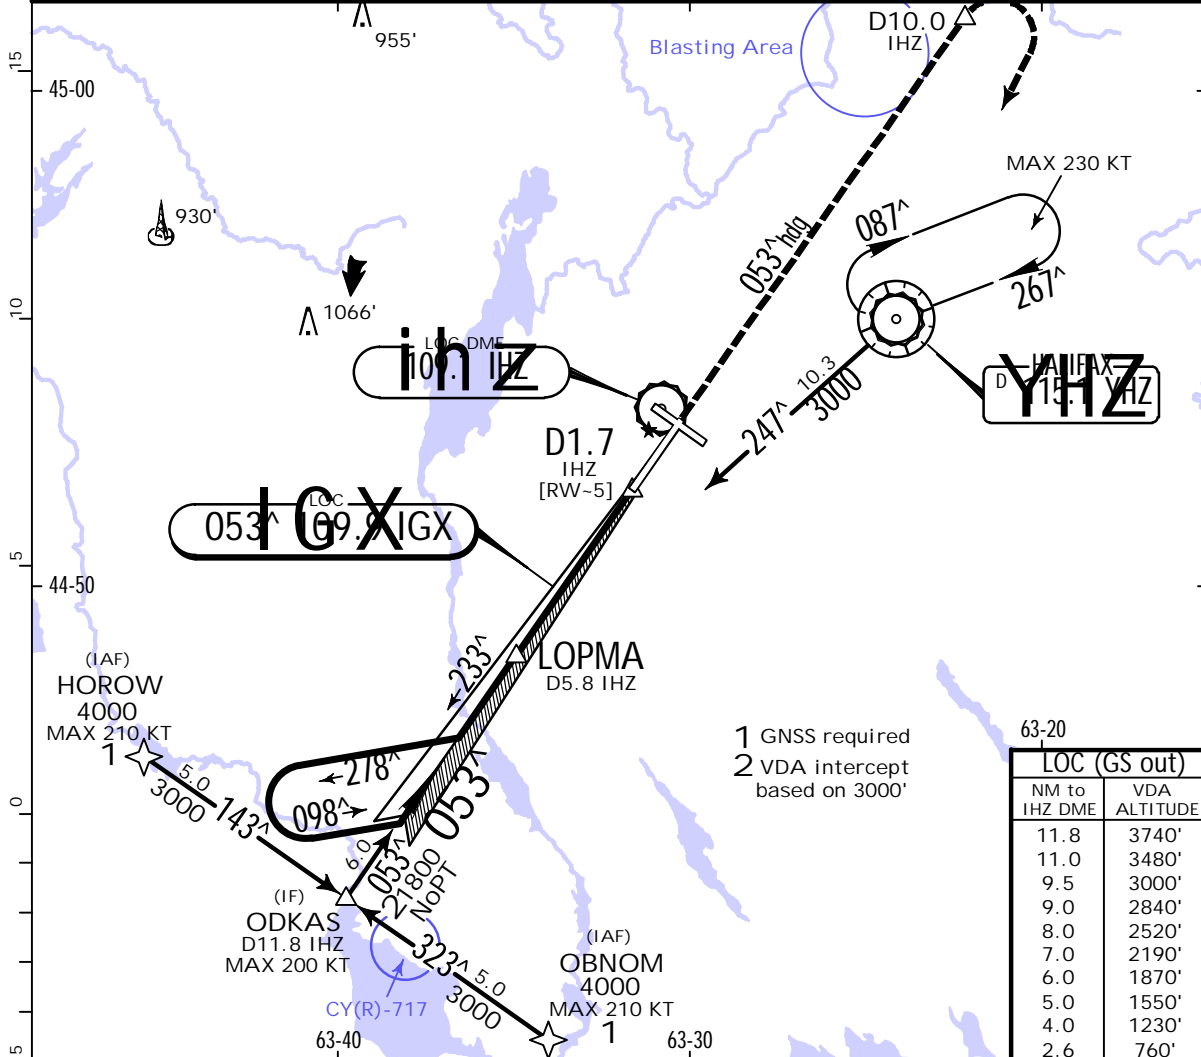 15
45-00
955'
Blasting Area
D10.0
IHZ
MAX 230 KT
930'
087^
267^
053^hdg
10
1066'
LOC DME
109.1 IHZ
ihz
HALIFAX
D 115.1 YHZ
YHZ
10.3
247^
3000
D1.7
IHZ
[RW~5]
LOC
053^ 109.9 IGX
IGX
5
44-50
233^
LOPMA
D5.8 IHZ
(IAF)
HOROW
4000
MAX 210 KT
1
5.0
3000
143^
278^
098^
053^
6.0
053^
21800
NoPT
1 GNSS required
2 VDA intercept
based on 3000'
0
(IF)
ODKAS
D11.8 IHZ
MAX 200 KT
323^
5.0
3000
CY(R)-717
(IAF)
OBNOM
4000
MAX 210 KT
1
63-20
LOC (GS out)
NM to IHZ DME
VDA ALTITUDE
11.8 3740'
11.0 3480'
9.5 3000'
9.0 2840'
8.0 2520'
7.0 2190'
6.0 1870'
5.0 1550'
4.0 1230'
2.6 760'
5
63-40
63-30